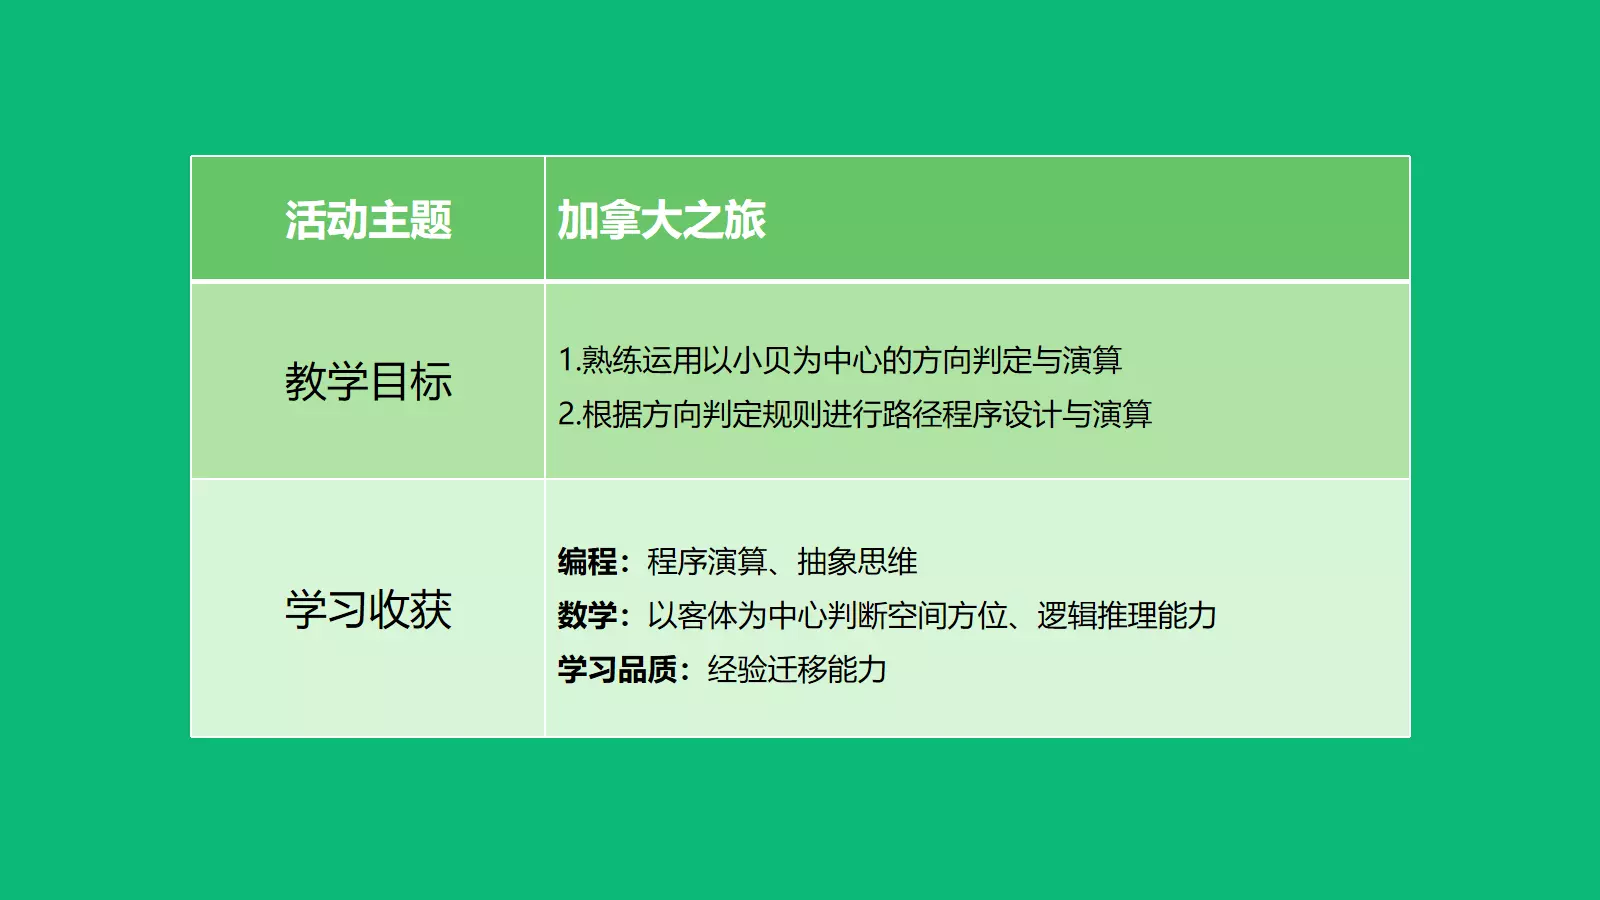 活动主题
加拿大之旅
教学目标
1.熟练运用以小贝为中心的方向判定与演算
2.根据方向判定规则进行路径程序设计与演算
学习收获
编程：程序演算、抽象思维
数学：以客体为中心判断空间方位、逻辑推理能力
学习品质：经验迁移能力